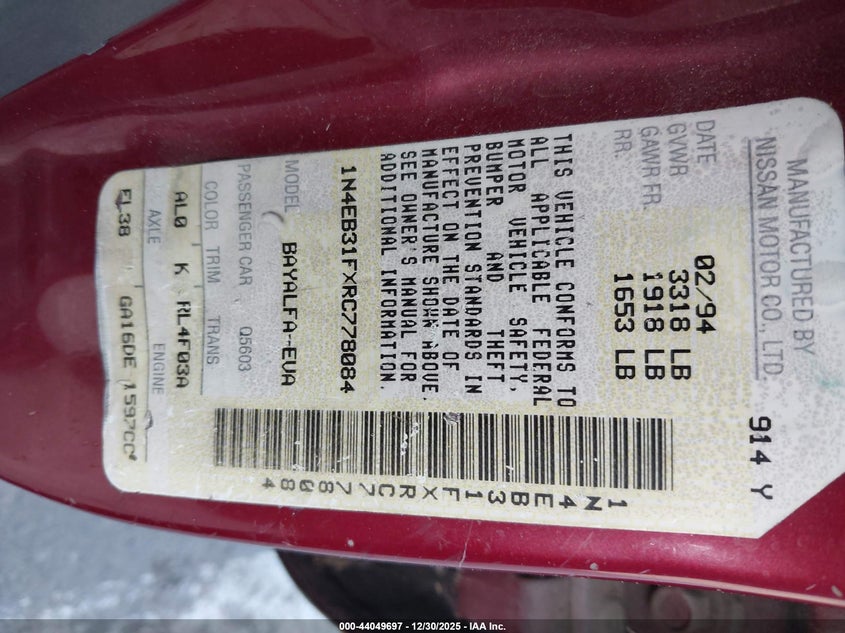 MANUFACTURED BY
NISSAN MOTOR CO., LTD.
914 Y
DATE 02/94
GVWR 3318 LB
GAWR FR. 1918 LB
RR. 1653 LB
THIS VEHICLE CONFORMS TO
ALL APPLICABLE FEDERAL
MOTOR VEHICLE SAFETY,
BUMPER AND THEFT
PREVENTION STANDARDS IN
EFFECT ON THE DATE OF
MANUFACTURE SHOWN ABOVE.
SEE OWNER'S MANUAL FOR
ADDITIONAL INFORMATION.
1N4EB31FXRC778084
1N4EB31FXRC778084
MODEL BAYALFA-EVA
PASSENGER CAR Q5603
COLOR TRIM TRANS
AL0 K RL4F03A
AXLE ENGINE
FL38 GA16DE 1597CC
000-44049697 - 12/30/2025 - IAA Inc.